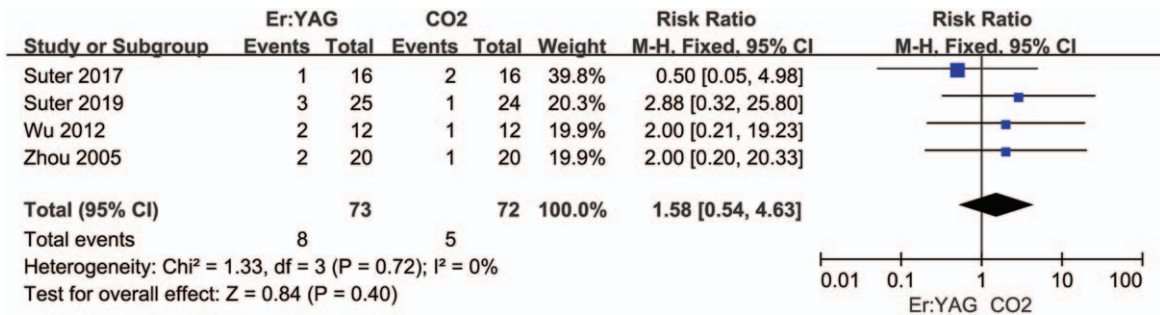 Er:YAG CO2 Risk Ratio Risk Ratio
Study or Subgroup Events Total Events Total Weight M-H. Fixed. 95% CI M-H. Fixed. 95% CI
Suter 2017 1 16 2 16 39.8% 0.50 [0.05, 4.98]
Suter 2019 3 25 1 24 20.3% 2.88 [0.32, 25.80]
Wu 2012 2 12 1 12 19.9% 2.00 [0.21, 19.23]
Zhou 2005 2 20 1 20 19.9% 2.00 [0.20, 20.33]
Total (95% CI) 73 72 100.0% 1.58 [0.54, 4.63]
Total events 8 5
Heterogeneity: Chi² = 1.33, df = 3 (P = 0.72); I² = 0%
Test for overall effect: Z = 0.84 (P = 0.40)
0.01 0.1 1 10 100
Er:YAG CO2